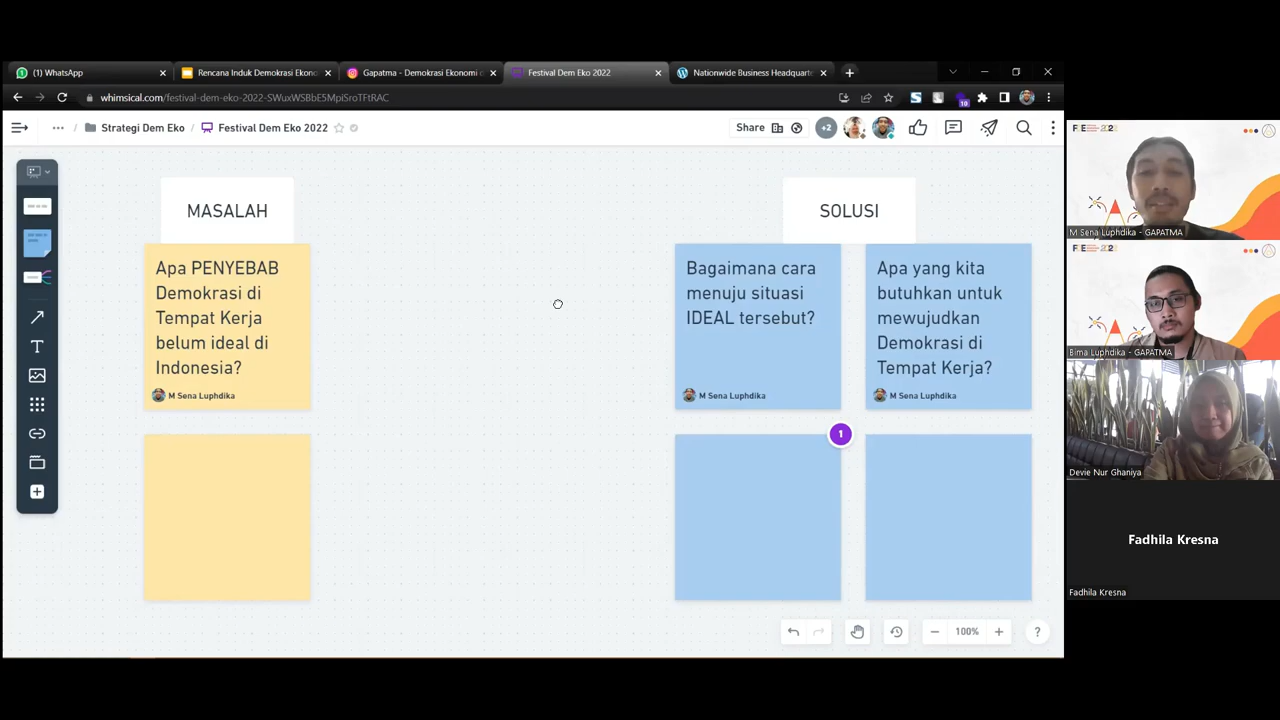 (1) WhatsApp
Rencana Induk Demokrasi Ekono
Gapatma - Demokrasi Ekonomi d
Festival Dem Eko 2022
Nationwide Business Headquarte
whimsical.com/festival-dem-eko-2022-SWuxWSBbE5MpiSroTFtRAC
Strategi Dem Eko / Festival Dem Eko 2022
Share
+2
MASALAH
SOLUSI
Apa PENYEBAB
Demokrasi di
Tempat Kerja
belum ideal di
Indonesia?
M Sena Luphdika
Bagaimana cara
menuju situasi
IDEAL tersebut?
M Sena Luphdika
Apa yang kita
butuhkan untuk
mewujudkan
Demokrasi di
Tempat Kerja?
M Sena Luphdika
1
100%
?
M Sena Luphdika - GAPATMA
Bima Luphdika - GAPATMA
Devie Nur Ghaniya
Fadhila Kresna
Fadhila Kresna